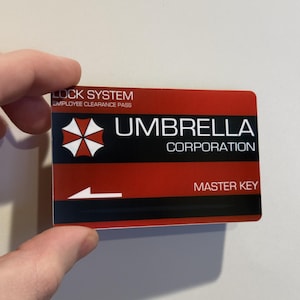 LOCK SYSTEM
EMPLOYEE CLEARANCE PASS
UMBRELLA
CORPORATION
MASTER KEY